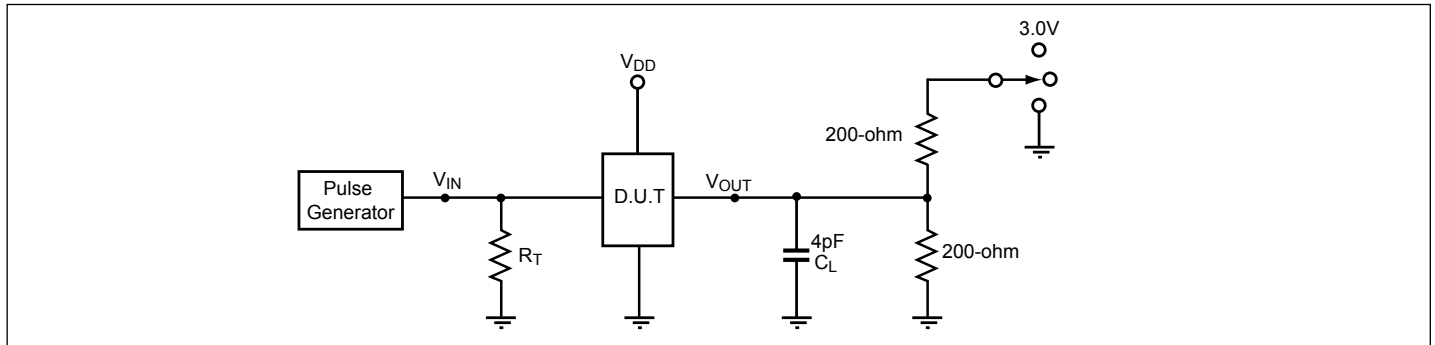 3.0V
VDD
200-ohm
Pulse
Generator
VIN
D.U.T
VOUT
RT
4pF
CL
200-ohm